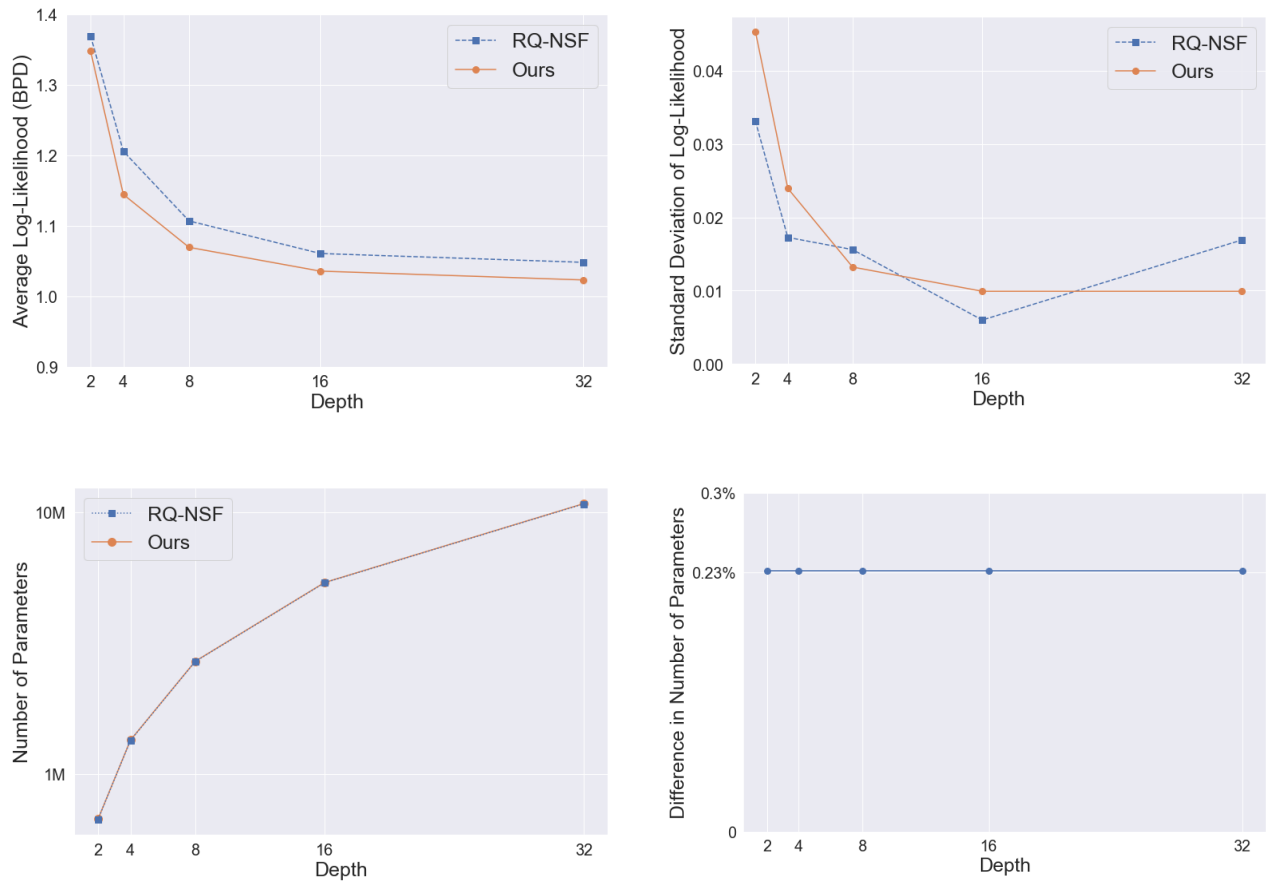 Average Log-Likelihood (BPD)
1.4
1.3
1.2
1.1
1.0
0.9
RQ-NSF
Ours
2 4 8 16 32
Depth
Standard Deviation of Log-Likelihood
0.04
0.03
0.02
0.01
0.00
RQ-NSF
Ours
2 4 8 16 32
Depth
Number of Parameters
10M
1M
RQ-NSF
Ours
2 4 8 16 32
Depth
Difference in Number of Parameters
0.3%
0.23%
0
2 4 8 16 32
Depth